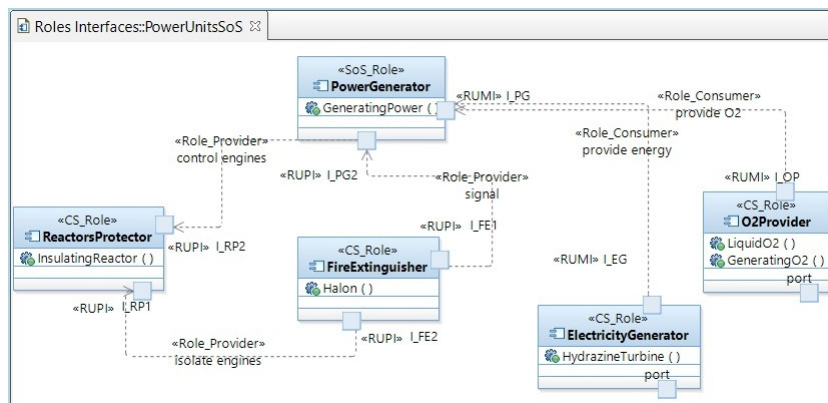 Roles Interfaces::PowerUnitsSoS
«SoS_Role»
PowerGenerator
GeneratingPower ( )
«RUMI» I_PG
«Role_Consumer»
provide O2
«Role_Provider»
control engines
«Role_Consumer»
provide energy
«RUPI» I_PG2
«Role_Provider»
signal
«RUMI» I_OP
«CS_Role»
ReactorsProtector
InsulatingReactor ( )
«RUPI» I_RP2
«RUPI» I_FE1
«CS_Role»
FireExtinguisher
Halon ( )
«CS_Role»
O2Provider
LiquidO2 ( )
GeneratingO2 ( )
port
«RUMI» I_EG
«RUPI» I_RP1
«Role_Provider»
isolate engines
«RUPI» I_FE2
«CS_Role»
ElectricityGenerator
HydrazineTurbine ( )
port